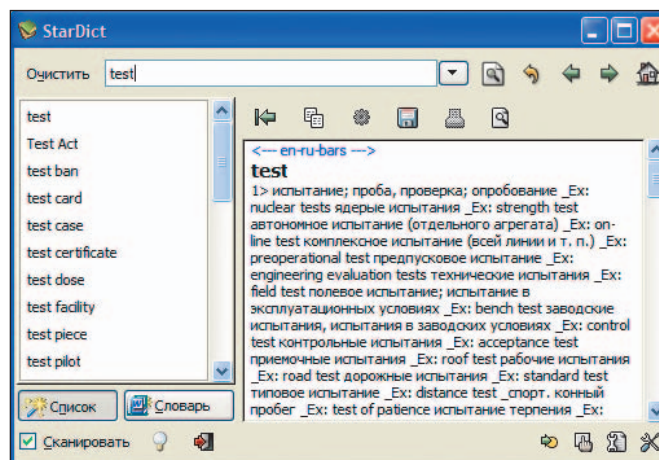 StarDict
Очистить test
test
Test Act
test ban
test card
test case
test certificate
test dose
test facility
test piece
test pilot
<--- en-ru-bars --->
test
1> испытание; проба, проверка; опробование _Ex:
nuclear tests ядерые испытания _Ex: strength test
автономное испытание (отдельного агрегата) _Ex: on-
line test комплексное испытание (всей линии и т. п.) _Ex:
preoperational test предпусковое испытание _Ex:
engineering evaluation tests технические испытания _Ex:
field test полевое испытание; испытание в
эксплуатационных условиях _Ex: bench test заводские
испытания, испытания в заводских условиях _Ex: control
test контрольные испытания _Ex: acceptance test
приемочные испытания _Ex: roof test рабочие испытания
_Ex: road test дорожные испытания _Ex: standard test
типовое испытание _Ex: distance test _спорт. конный
пробег _Ex: test of patience испытание терпения _Ex:
Список Словарь
Сканировать